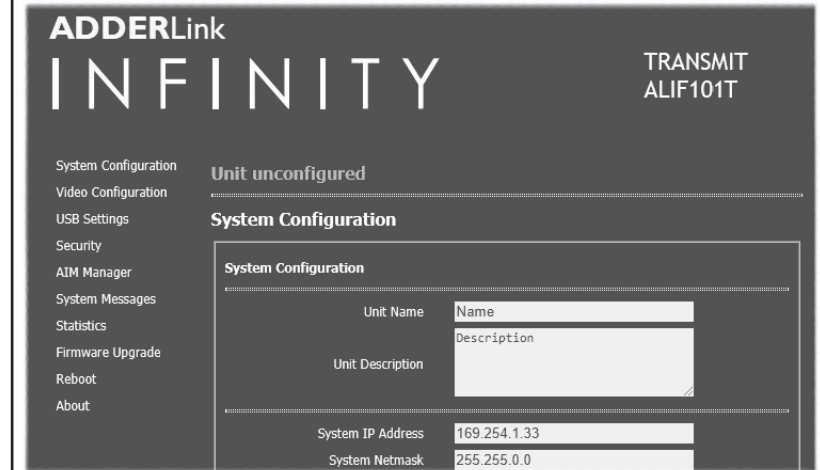 ADDERLink
INFINITY
TRANSMIT
ALIF101T
System Configuration
Video Configuration
USB Settings
Security
AIM Manager
System Messages
Statistics
Firmware Upgrade
Reboot
About
Unit unconfigured
System Configuration
System Configuration
Unit Name Name
Unit Description Description
System IP Address 169.254.1.33
System Netmask 255.255.0.0